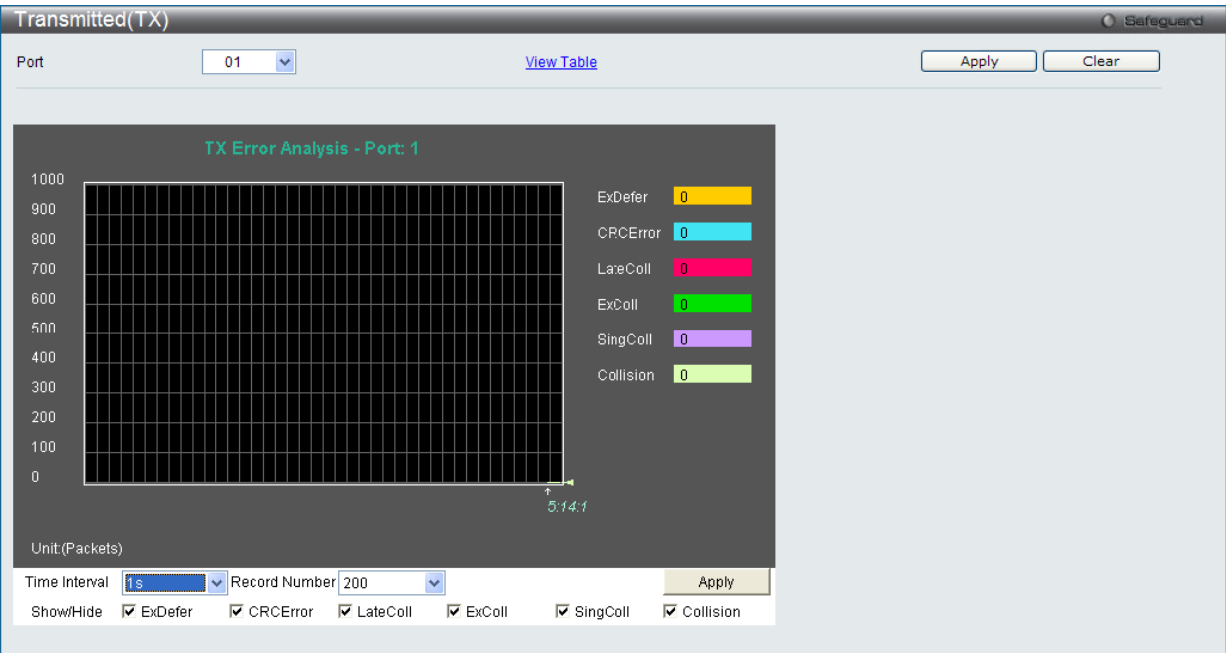 Transmitted(TX) Safeguard
Port 01 View Table Apply Clear
TX Error Analysis - Port: 1
1000
900
800
700
600
500
400
300
200
100
0
ExDefer 0
CRCError 0
LateColl 0
ExColl 0
SingColl 0
Collision 0
5:14:1
Unit:(Packets)
Time Interval 1s Record Number 200 Apply
Show/Hide ExDefer CRCError LateColl ExColl SingColl Collision